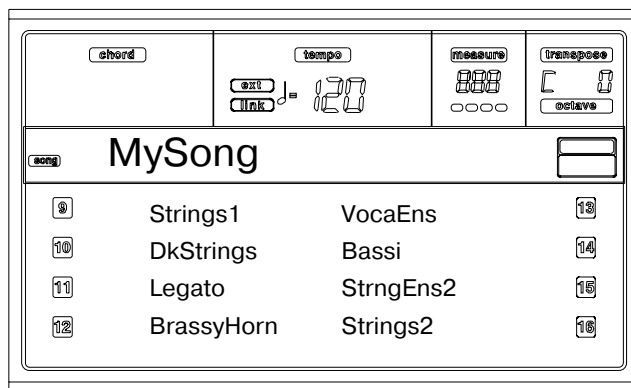 chord tempo measure transpose
ext ♩= 120 888 C 0
link octave
song MySong
9 Strings1 VocaEns 13
10 DkStrings Bassi 14
11 Legato StrngEns2 15
12 BrassyHorn Strings2 16